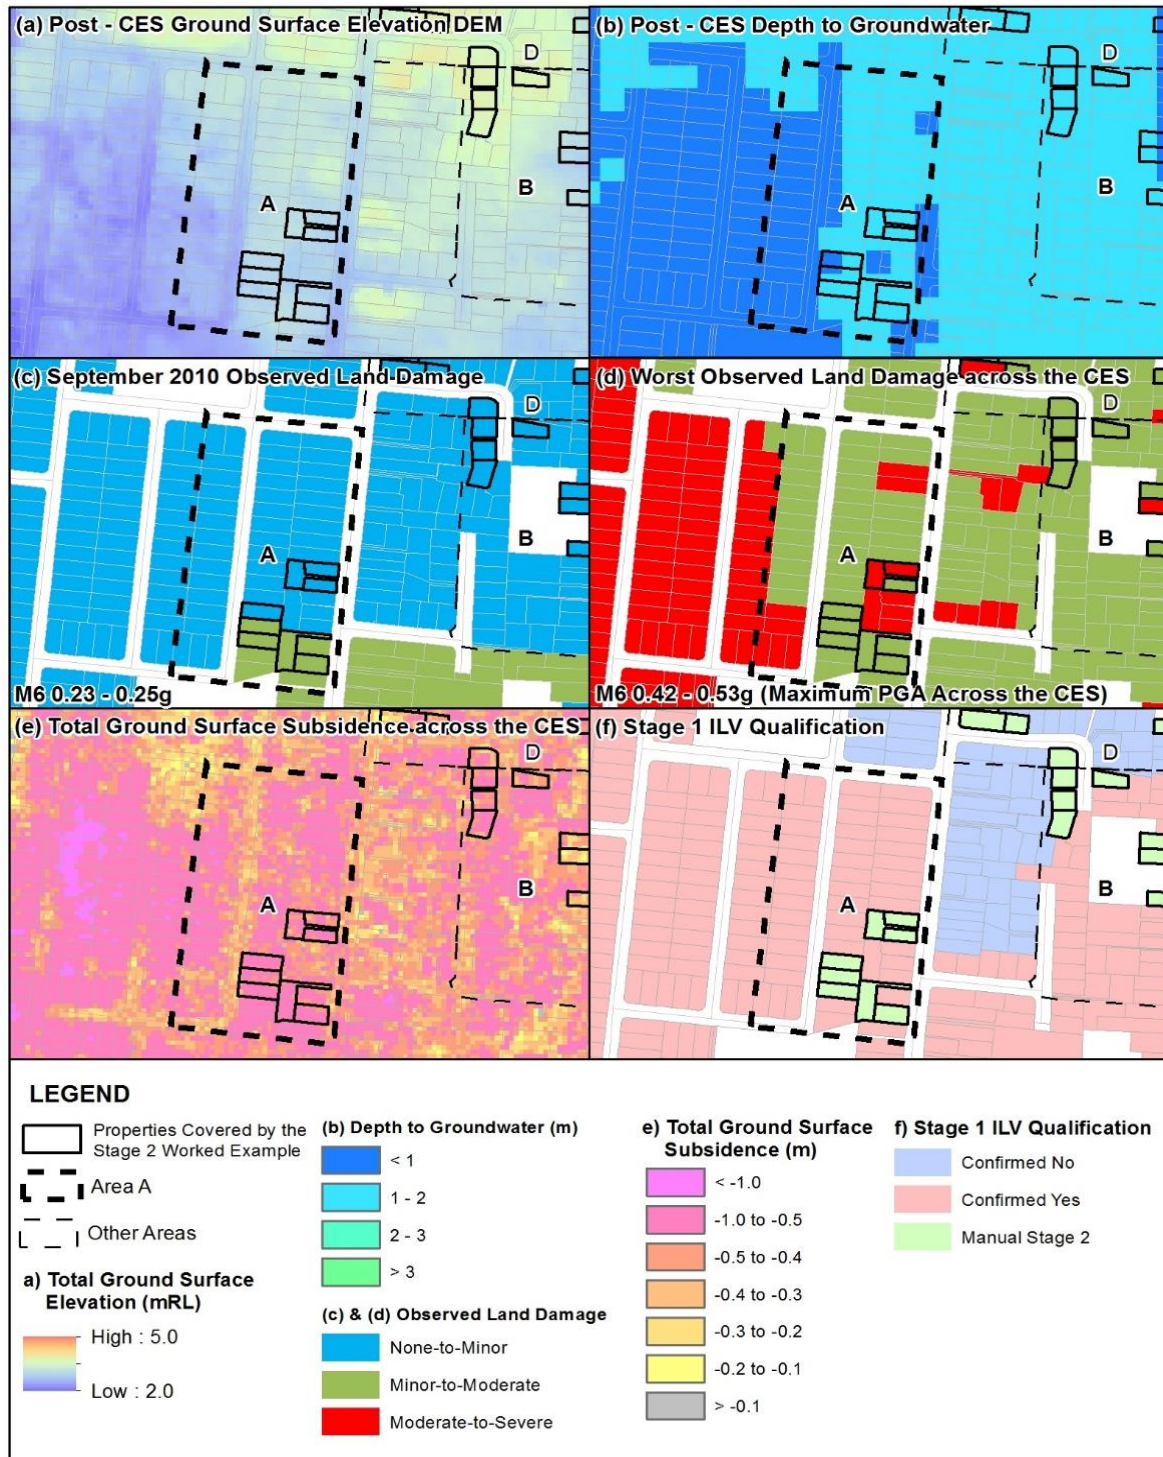 (a) Post - CES Ground Surface Elevation DEM
D
B
A
(b) Post - CES Depth to Groundwater
D
B
A
(c) September 2010 Observed Land Damage
D
A
B
M6 0.23 - 0.25g
(d) Worst Observed Land Damage across the CES
D
A
B
M6 0.42 - 0.53g (Maximum PGA Across the CES)
(e) Total Ground Surface Subsidence across the CES
D
B
A
(f) Stage 1 ILV Qualification
D
B
A
LEGEND
Properties Covered by the
Stage 2 Worked Example
Area A
Other Areas
a) Total Ground Surface
Elevation (mRL)
High : 5.0
Low : 2.0
(b) Depth to Groundwater (m)
< 1
1 - 2
2 - 3
> 3
(c) & (d) Observed Land Damage
None-to-Minor
Minor-to-Moderate
Moderate-to-Severe
e) Total Ground Surface
Subsidence (m)
< -1.0
-1.0 to -0.5
-0.5 to -0.4
-0.4 to -0.3
-0.3 to -0.2
-0.2 to -0.1
> -0.1
f) Stage 1 ILV Qualification
Confirmed No
Confirmed Yes
Manual Stage 2